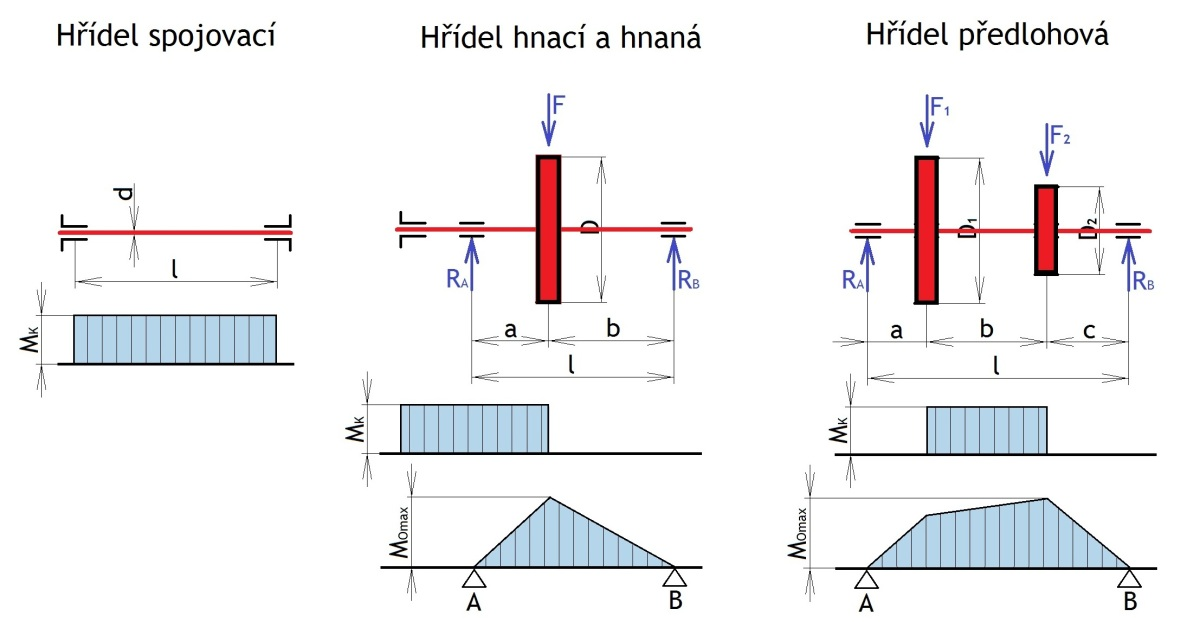 Hřídel spojovací
d
l
MK
Hřídel hnací a hnaná
F
D
RA
RB
a
b
l
MK
Momax
A
B
Hřídel předlohová
F1
F2
D1
D2
RA
RB
a
b
c
l
MK
Momax
A
B